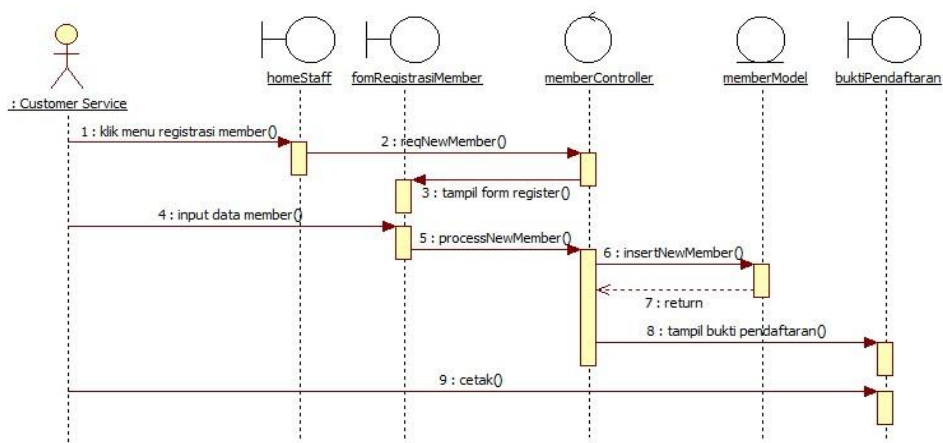 homeStaff
fomRegistrasiMember
memberController
memberModel
buktiPendaftaran
: Customer Service
1 : klik menu registrasi member()
2 : reqNewMember()
3 : tampil form register()
4 : input data member()
5 : processNewMember()
6 : insertNewMember()
7 : return
8 : tampil bukti pendaftaran()
9 : cetak()